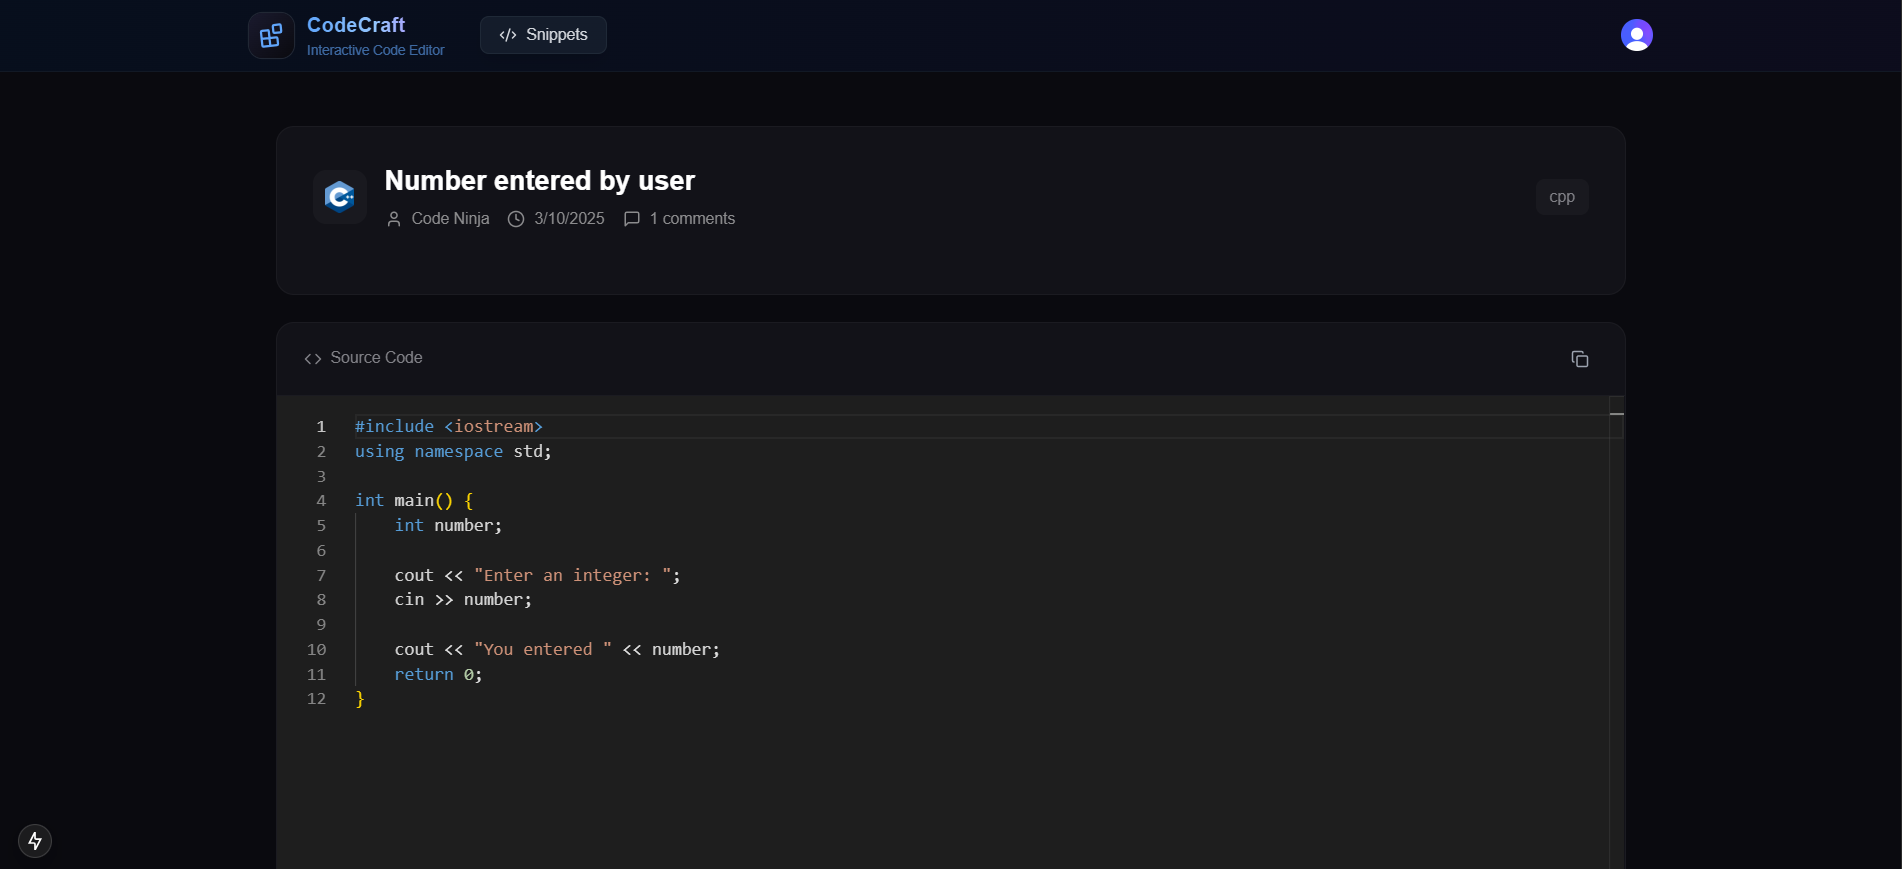 CodeCraft
Interactive Code Editor
Snippets
Number entered by user
Code Ninja 3/10/2025 1 comments
cpp
Source Code
1 #include <iostream>
2 using namespace std;
3
4 int main() {
5     int number;
6
7     cout << "Enter an integer: ";
8     cin >> number;
9
10     cout << "You entered " << number;
11     return 0;
12 }